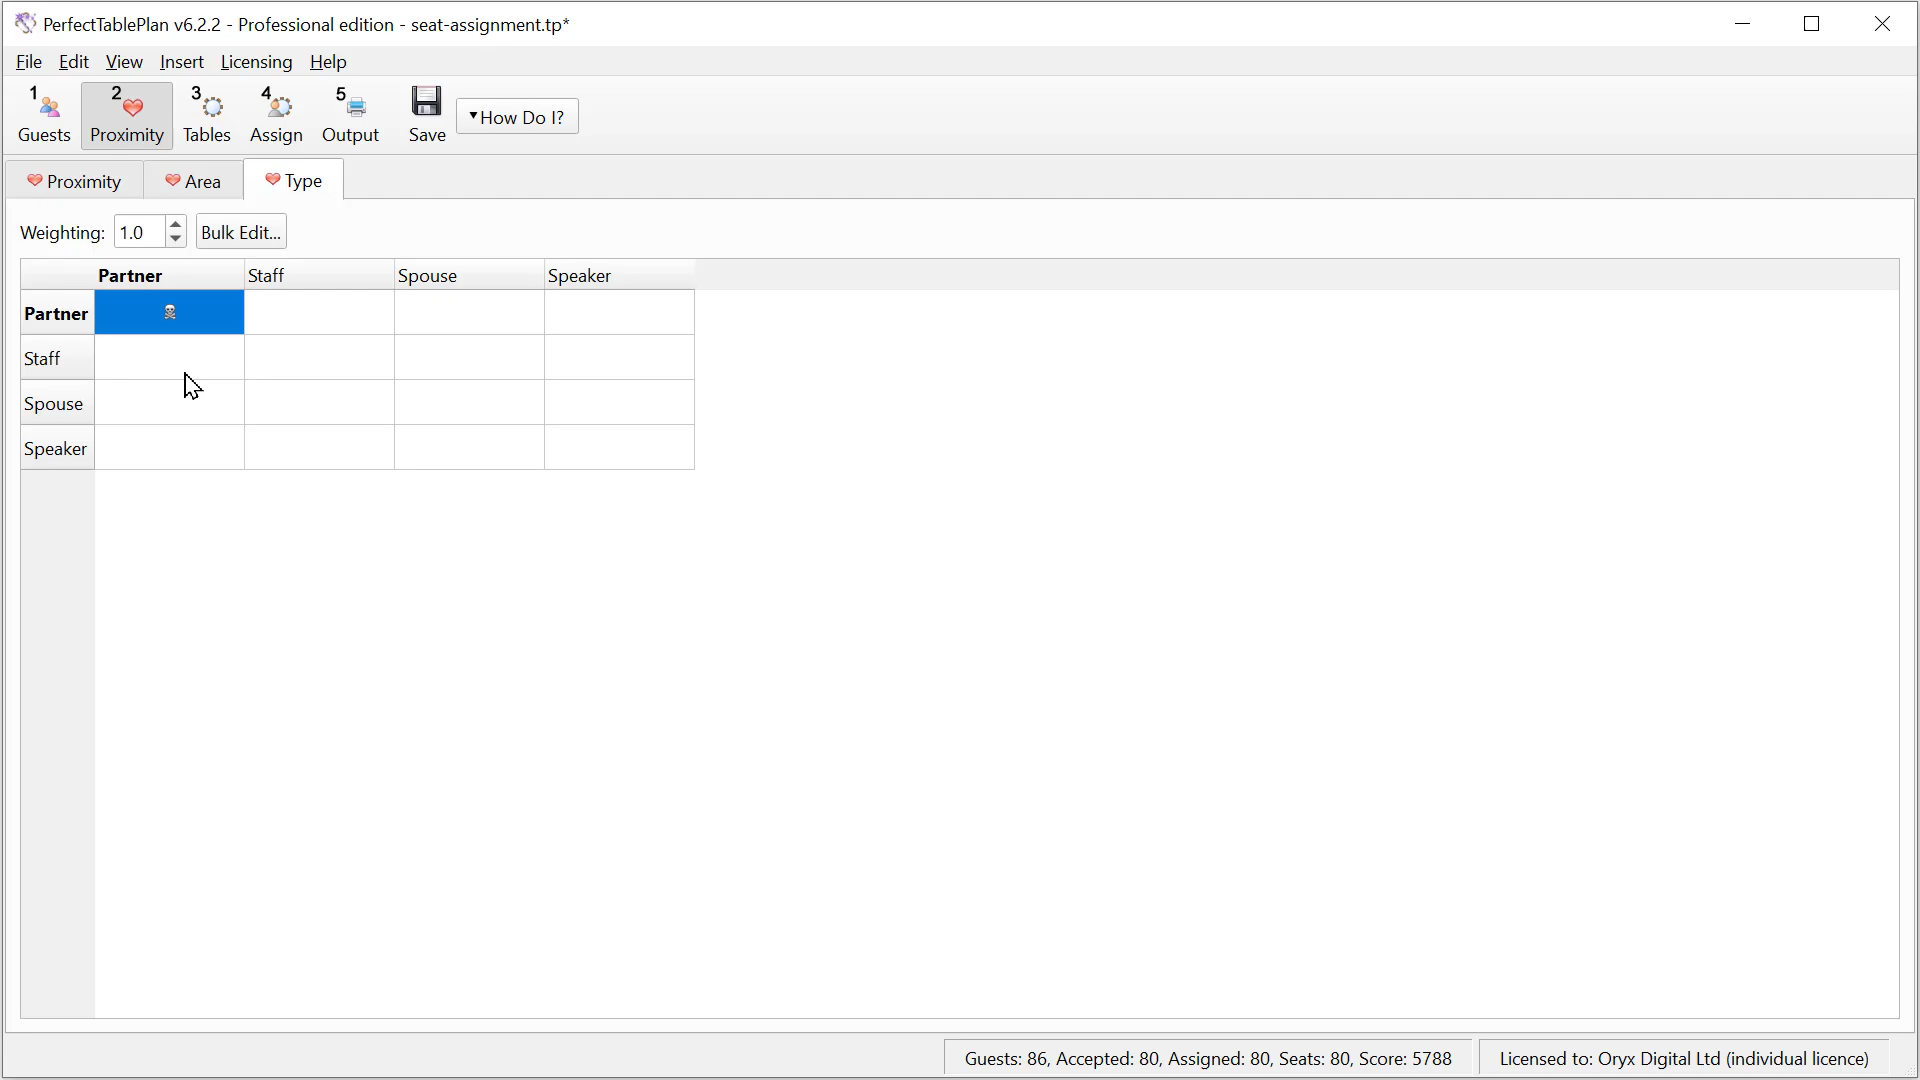 PerfectTablePlan v6.2.2 - Professional edition - seat-assignment.tp*
File Edit View Insert Licensing Help
1 2 3 4 5
Guests Proximity Tables Assign Output Save How Do I?
Proximity Area Type
Weighting: 1.0 Bulk Edit...
Partner Staff Spouse Speaker
Partner
Staff
Spouse
Speaker
Guests: 86, Accepted: 80, Assigned: 80, Seats: 80, Score: 5788 Licensed to: Oryx Digital Ltd (individual licence)